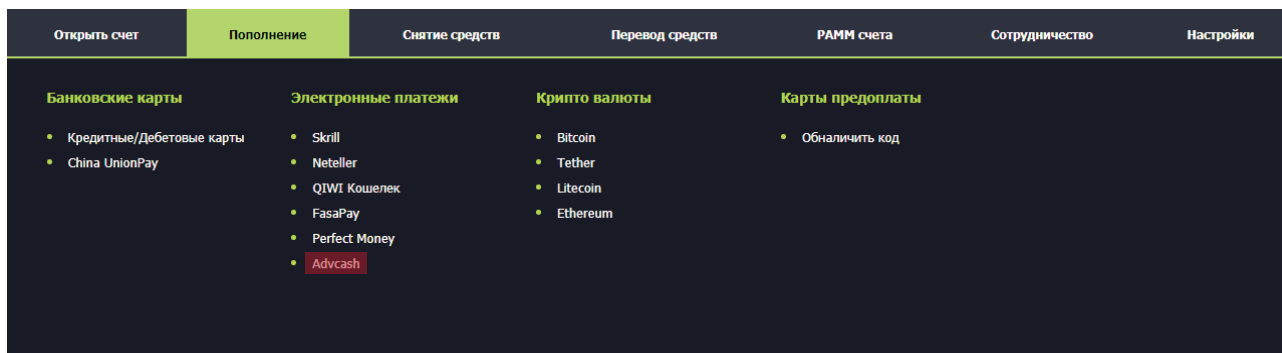 Открыть счет
Пополнение
Снятие средств
Перевод средств
PAMM счета
Сотрудничество
Настройки
Банковские карты
Кредитные/Дебетовые карты
China UnionPay
Электронные платежи
Skrill
Neteller
QIWI Кошелек
FasaPay
Perfect Money
Advcash
Крипто валюты
Bitcoin
Tether
Litecoin
Ethereum
Карты предоплаты
Обналичить код